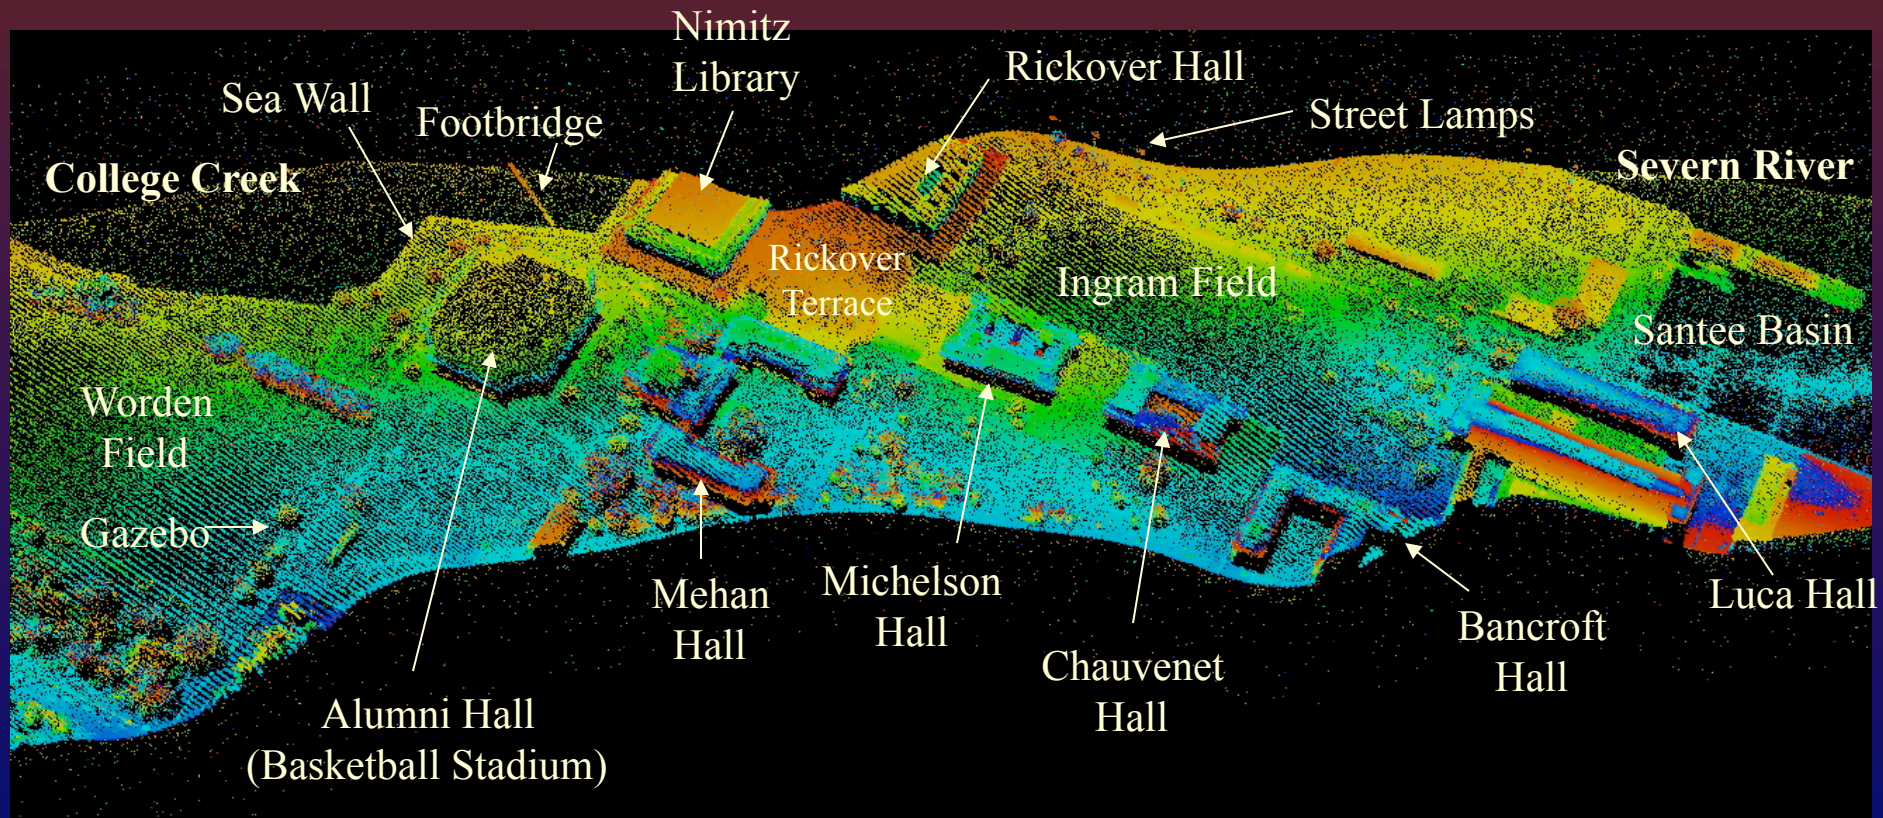 Nimitz
Library
Rickover Hall
Sea Wall
Footbridge
Street Lamps
College Creek
Severn River
Rickover
Terrace
Ingram Field
Santee Basin
Worden
Field
Gazebo
Mehan
Hall
Michelson
Hall
Luca Hall
Bancroft
Hall
Chauvenet
Hall
Alumni Hall
(Basketball Stadium)